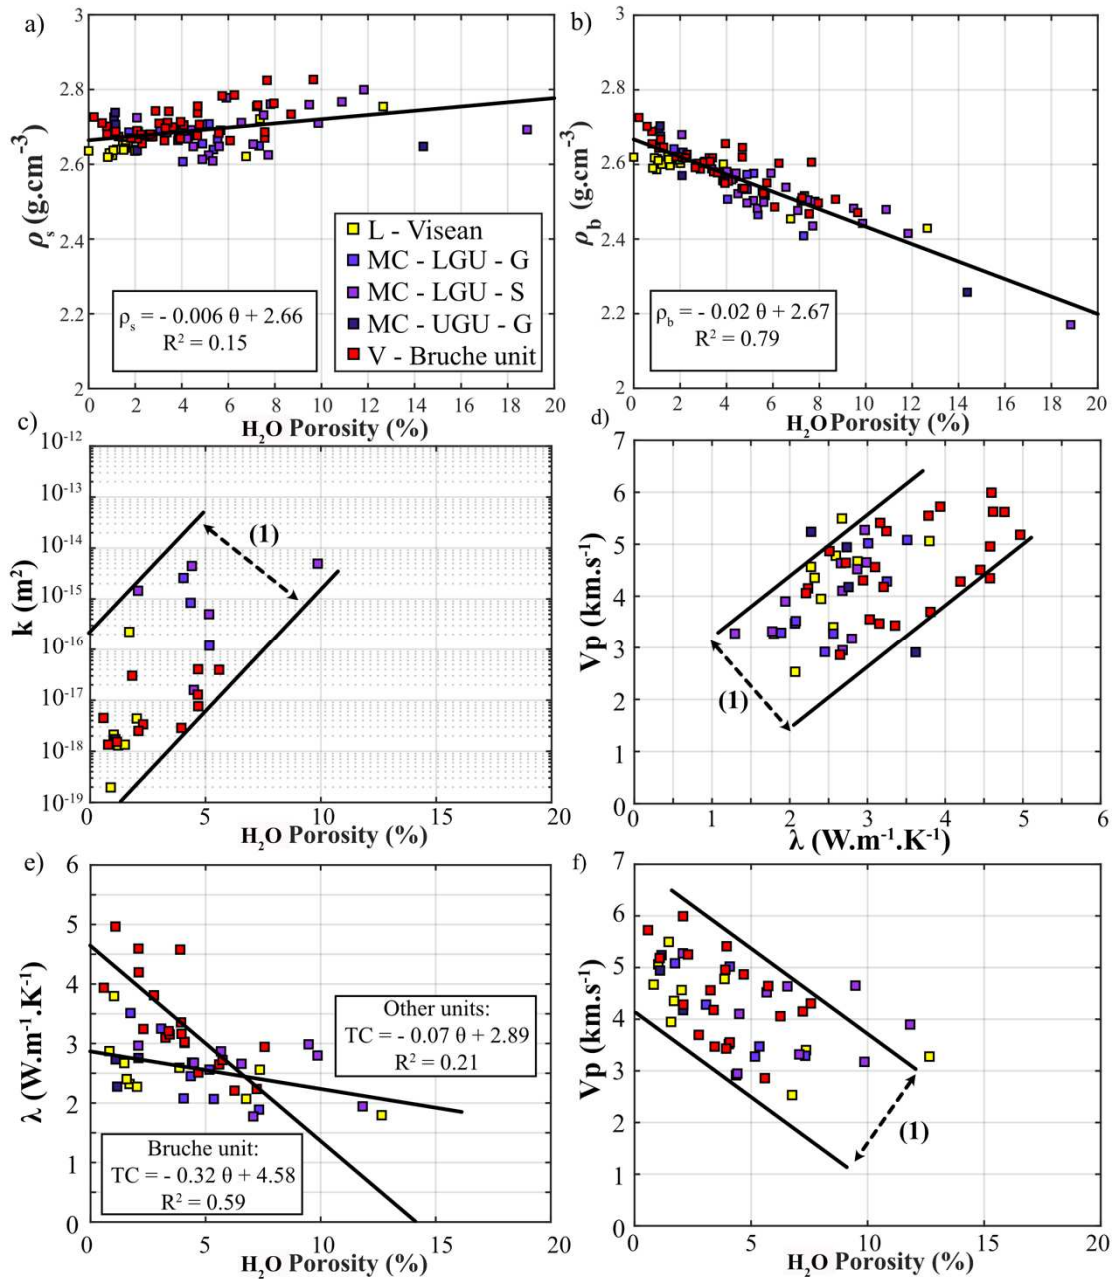 a)
3
2.8
2.6
2.4
2.2
2
ρs (g.cm-3)
L - Visean
MC - LGU - G
MC - LGU - S
MC - UGU - G
V - Bruche unit
ρs = - 0.006 θ + 2.66
R2 = 0.15
0 2 4 6 8 10 12 14 16 18 20
H2O Porosity (%)
b)
3
2.8
2.6
2.4
2.2
2
ρb (g.cm-3)
ρb = - 0.02 θ + 2.67
R2 = 0.79
0 2 4 6 8 10 12 14 16 18 20
H2O Porosity (%)
c)
10-12
10-13
10-14
10-15
10-16
10-17
10-18
10-19
k (m2)
(1)
0 5 10 15 20
H2O Porosity (%)
d)
7
6
5
4
3
2
1
0
Vp (km.s-1)
(1)
0 1 2 3 4 5 6
λ (W.m-1.K-1)
e)
6
5
4
3
2
1
0
λ (W.m-1.K-1)
Other units:
TC = - 0.07 θ + 2.89
R2 = 0.21
Bruche unit:
TC = - 0.32 θ + 4.58
R2 = 0.59
0 5 10 15 20
H2O Porosity (%)
f)
7
6
5
4
3
2
1
0
Vp (km.s-1)
(1)
0 5 10 15 20
H2O Porosity (%)